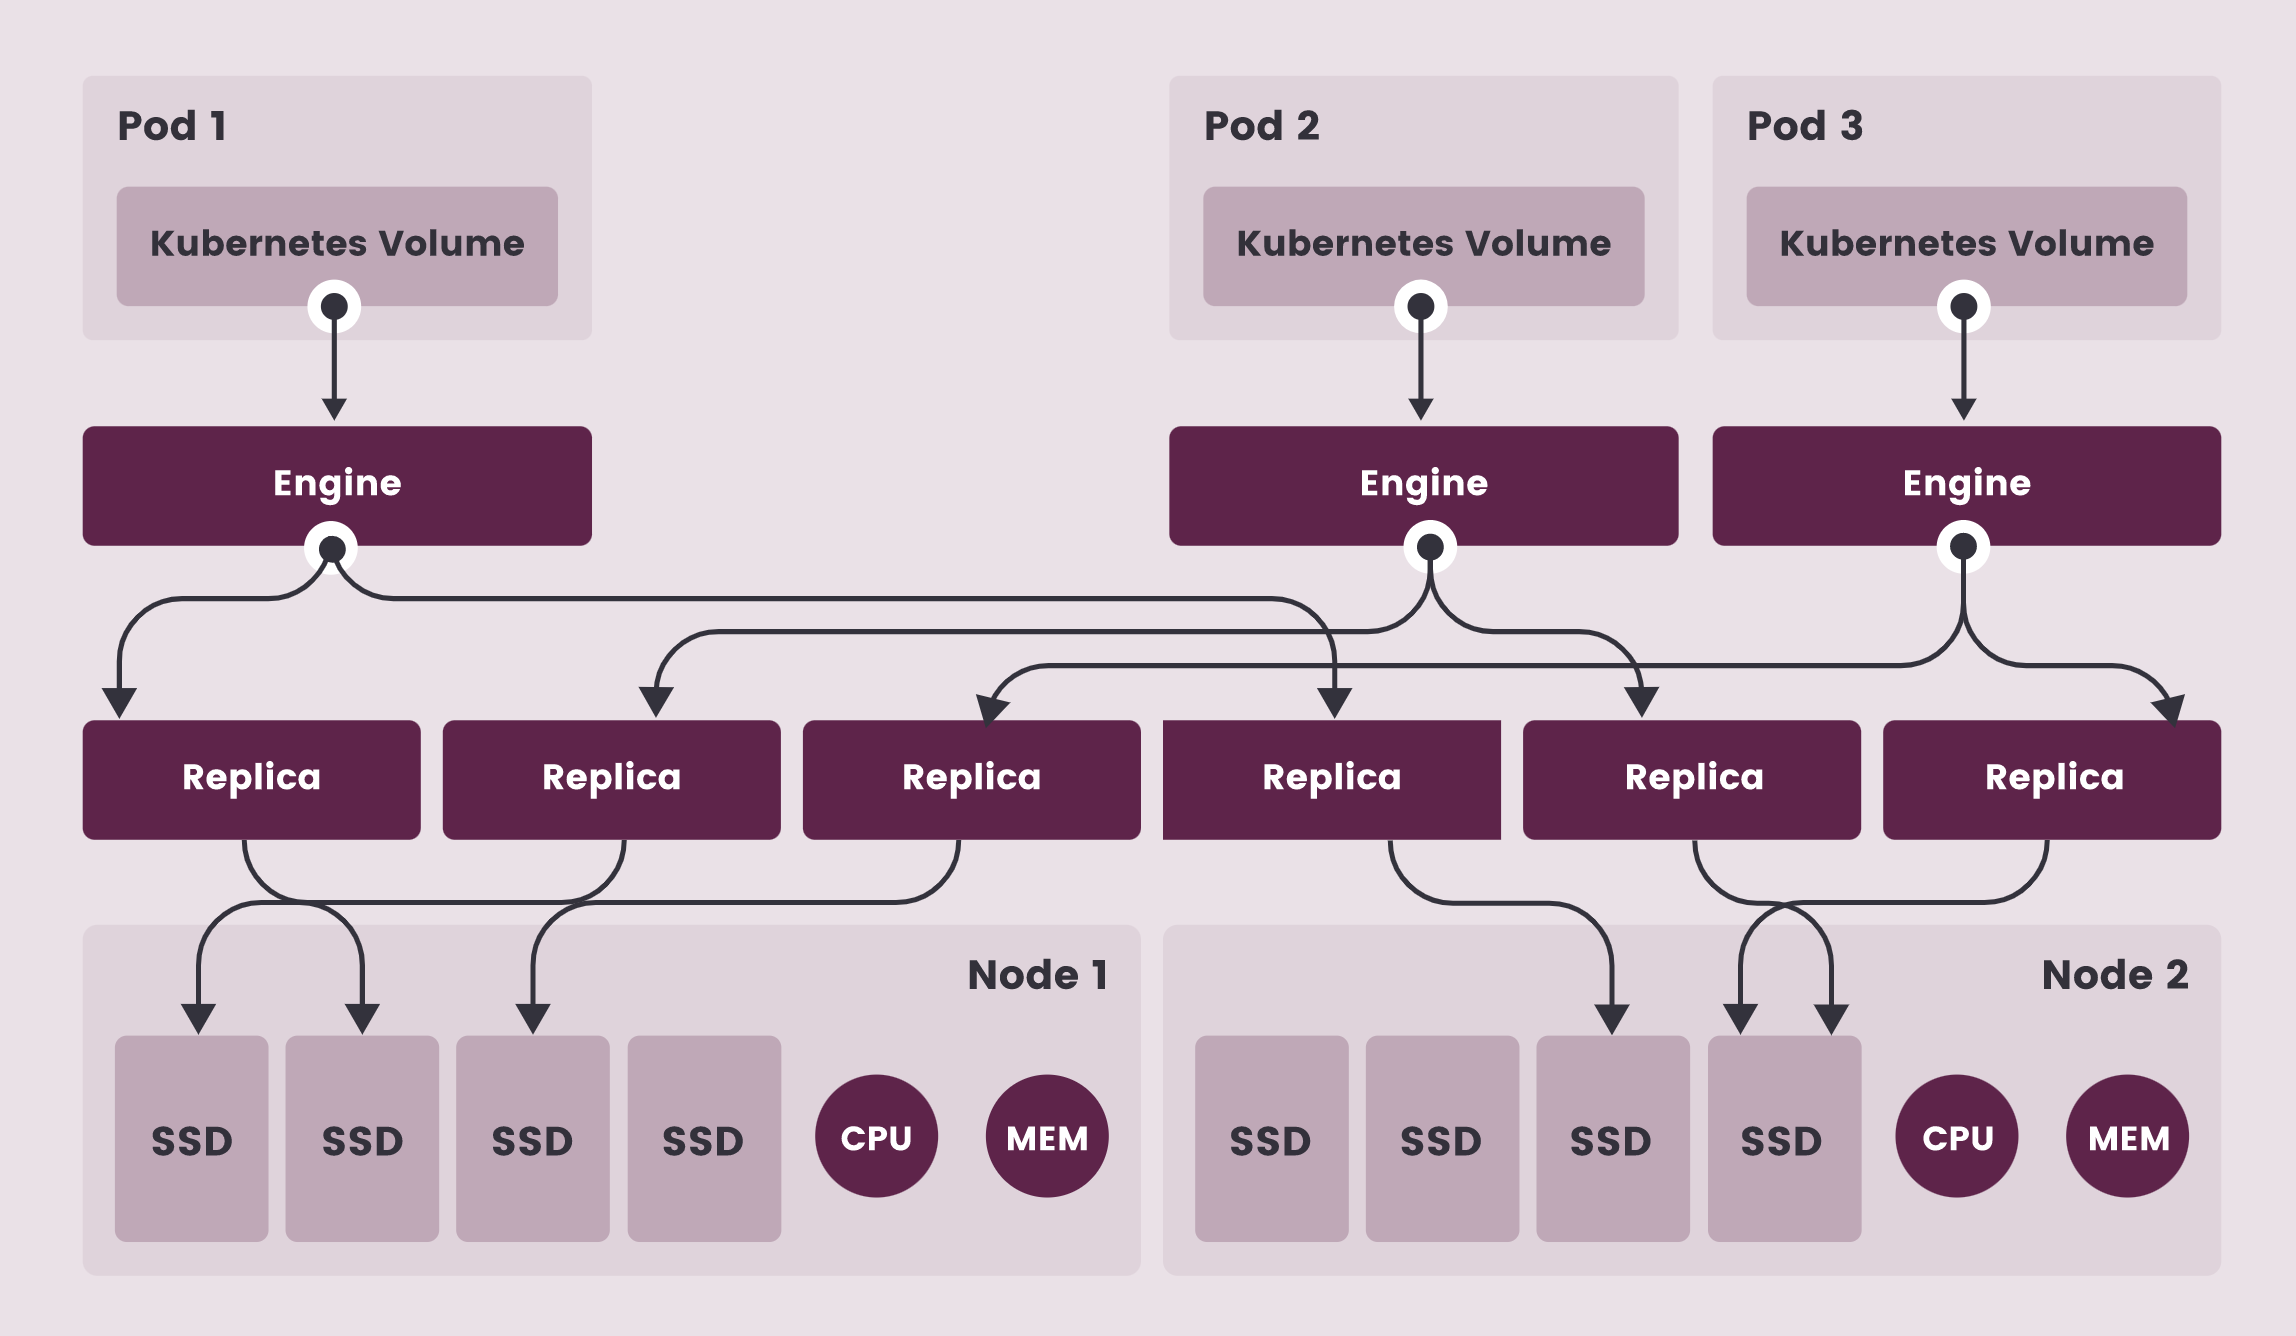 Pod 1
Pod 2
Pod 3
Kubernetes Volume
Kubernetes Volume
Kubernetes Volume
Engine
Engine
Engine
Replica
Replica
Replica
Replica
Replica
Replica
Node 1
Node 2
SSD
SSD
SSD
SSD
CPU
MEM
SSD
SSD
SSD
SSD
CPU
MEM